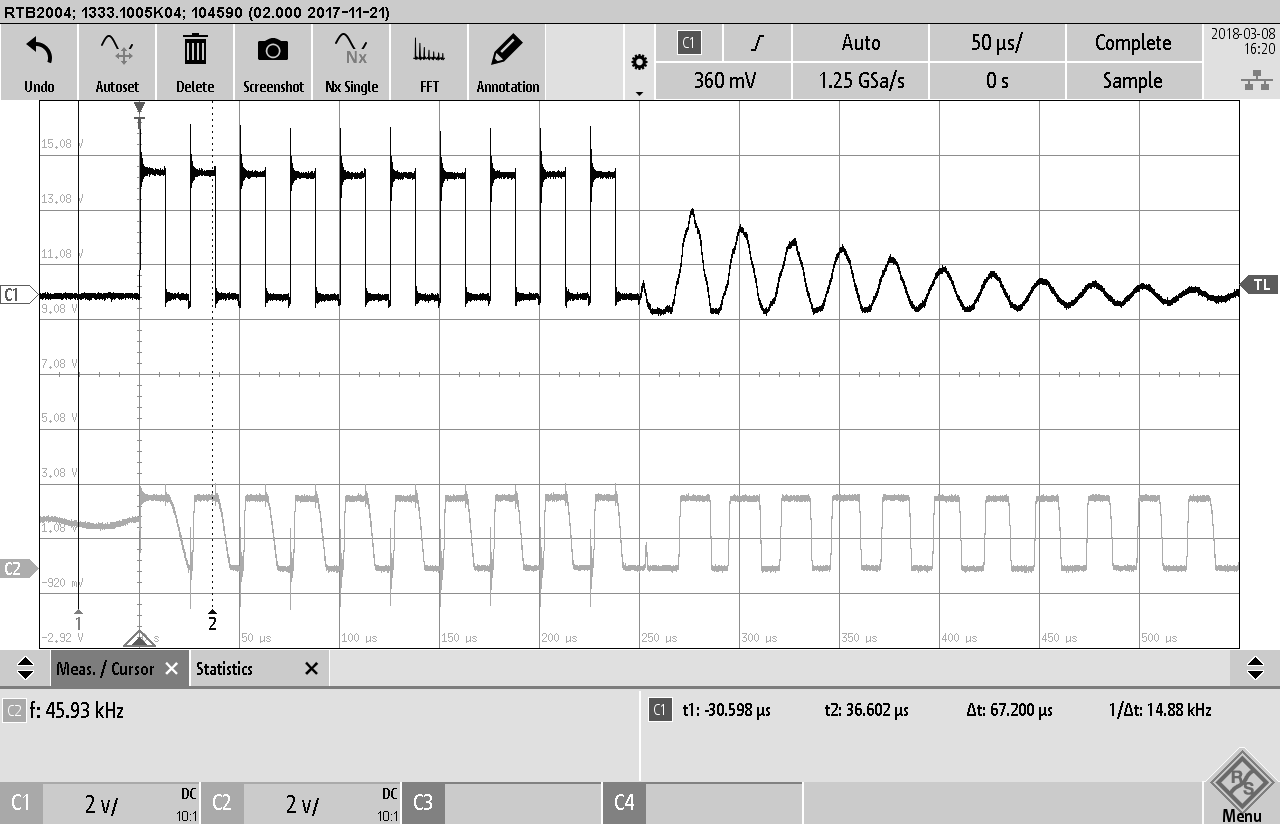 RTB2004; 1333.1005K04; 104590 (02.000 2017-11-21)
Undo Autoset Delete Screenshot Nx Single FFT Annotation
Nx
C1 Auto 50 µs/ Complete
360 mV 1.25 GSa/s 0 s Sample
2018-03-08
16:20
T
15,08 V
13,08 V
11,08 V
C1
TL
9,08 V
7,08 V
5,08 V
3,08 V
1,08 V
C2
-920 mV
1 2
-2,92 V s 50 µs 100 µs 150 µs 200 µs 250 µs 300 µs 350 µs 400 µs 450 µs 500 µs
Meas. / Cursor Statistics
C2 f: 45.93 kHz
C1 t1: -30.598 µs t2: 36.602 µs Δt: 67.200 µs 1/Δt: 14.88 kHz
C1 2 V/ DC 10:1 C2 2 V/ DC 10:1 C3 C4
R S
Menu